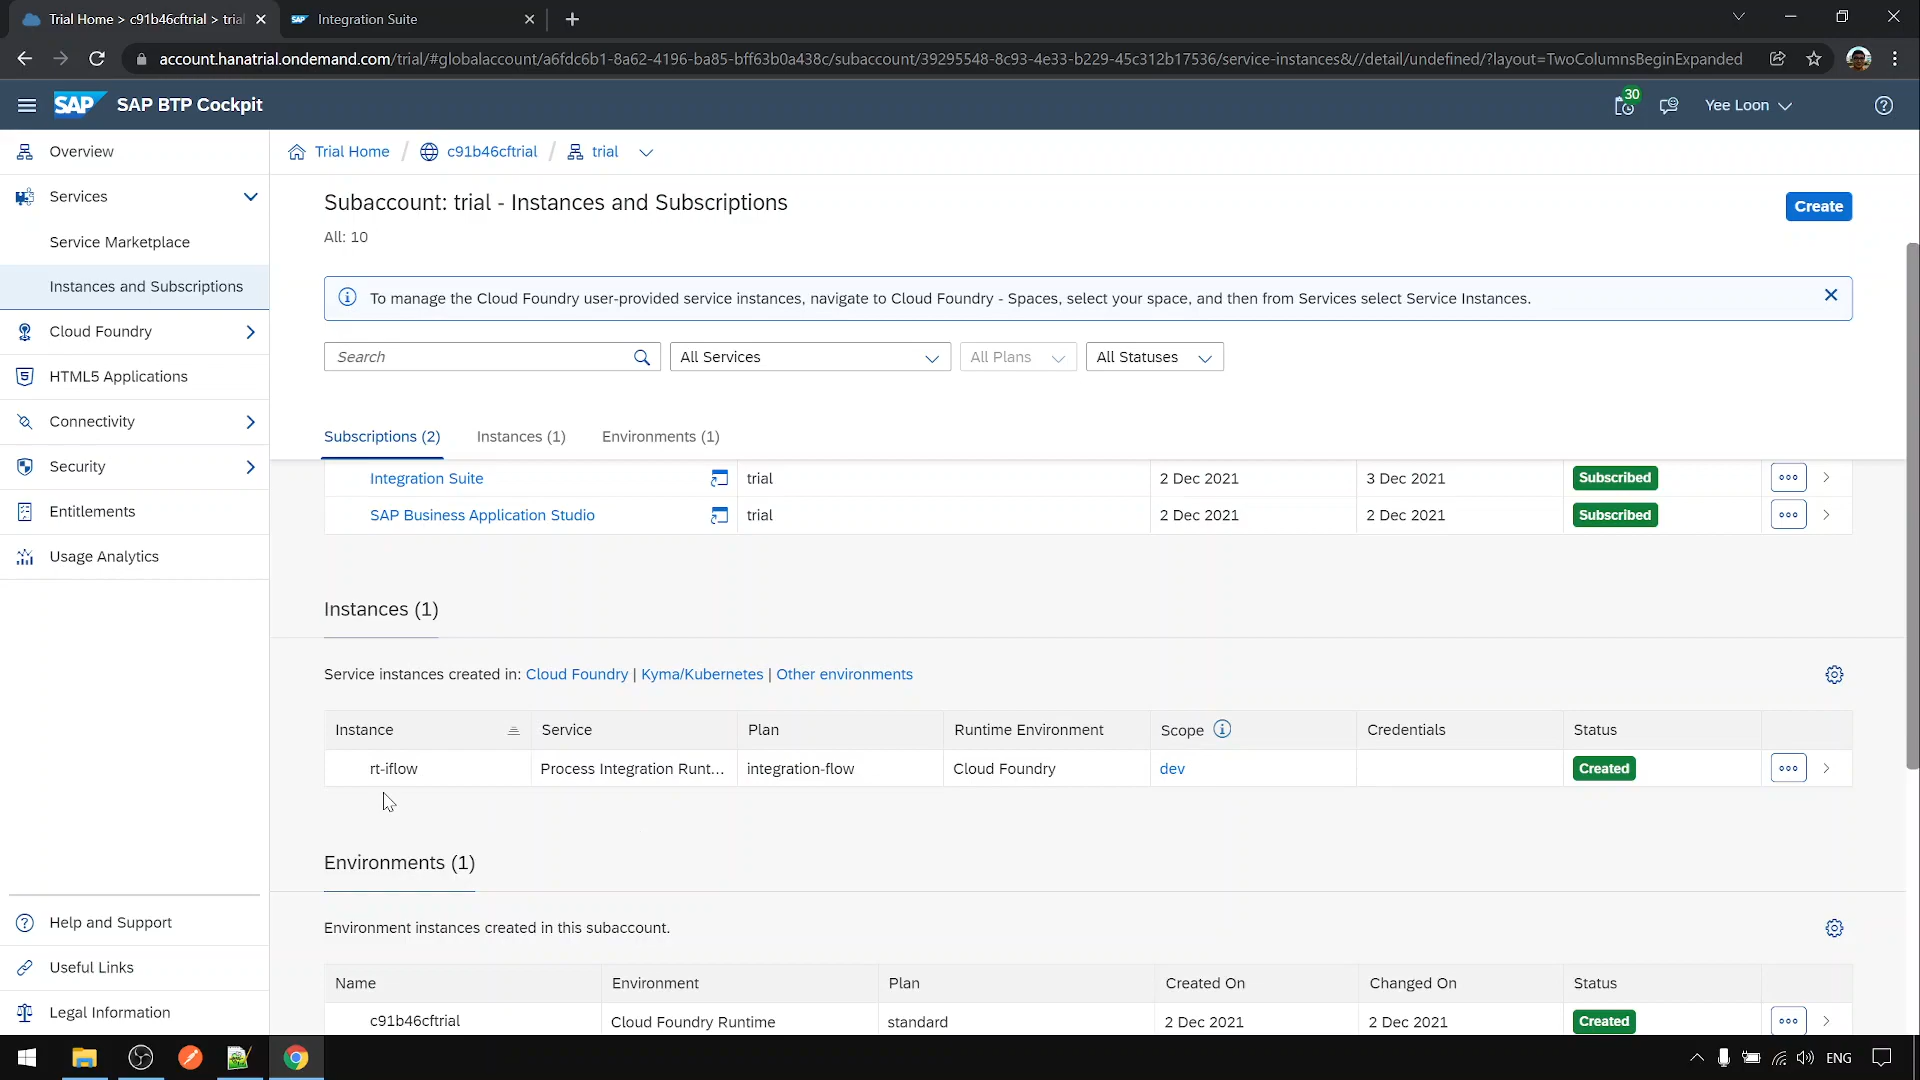 Trial Home > c91b46cftrial > tria
SAP Integration Suite
account.hanatrial.ondemand.com/trial/#globalaccount/a6fdc6b1-8a62-4196-ba85-bff63b0a438c/subaccount/39295548-8c93-4e33-b229-45c312b17536/service-instances&//detail/undefined/?layout=TwoColumnsBeginExpanded
SAP SAP BTP Cockpit
30
Yee Loon
Overview
Services
Service Marketplace
Instances and Subscriptions
Cloud Foundry
HTML5 Applications
Connectivity
Security
Entitlements
Usage Analytics
Help and Support
Useful Links
Legal Information
Trial Home / c91b46cftrial / trial
Subaccount: trial - Instances and Subscriptions
Create
All: 10
To manage the Cloud Foundry user-provided service instances, navigate to Cloud Foundry - Spaces, select your space, and then from Services select Service Instances.
Search All Services All Plans All Statuses
Subscriptions (2) Instances (1) Environments (1)
Integration Suite trial 2 Dec 2021 3 Dec 2021 Subscribed
SAP Business Application Studio trial 2 Dec 2021 2 Dec 2021 Subscribed
Instances (1)
Service instances created in: Cloud Foundry | Kyma/Kubernetes | Other environments
Instance Service Plan Runtime Environment Scope Credentials Status
rt-iflow Process Integration Runt... integration-flow Cloud Foundry dev Created
Environments (1)
Environment instances created in this subaccount.
Name Environment Plan Created On Changed On Status
c91b46cftrial Cloud Foundry Runtime standard 2 Dec 2021 2 Dec 2021 Created
ENG